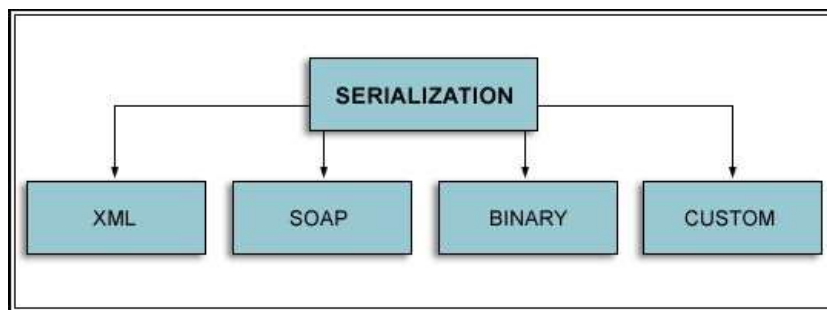 SERIALIZATION
XML
SOAP
BINARY
CUSTOM